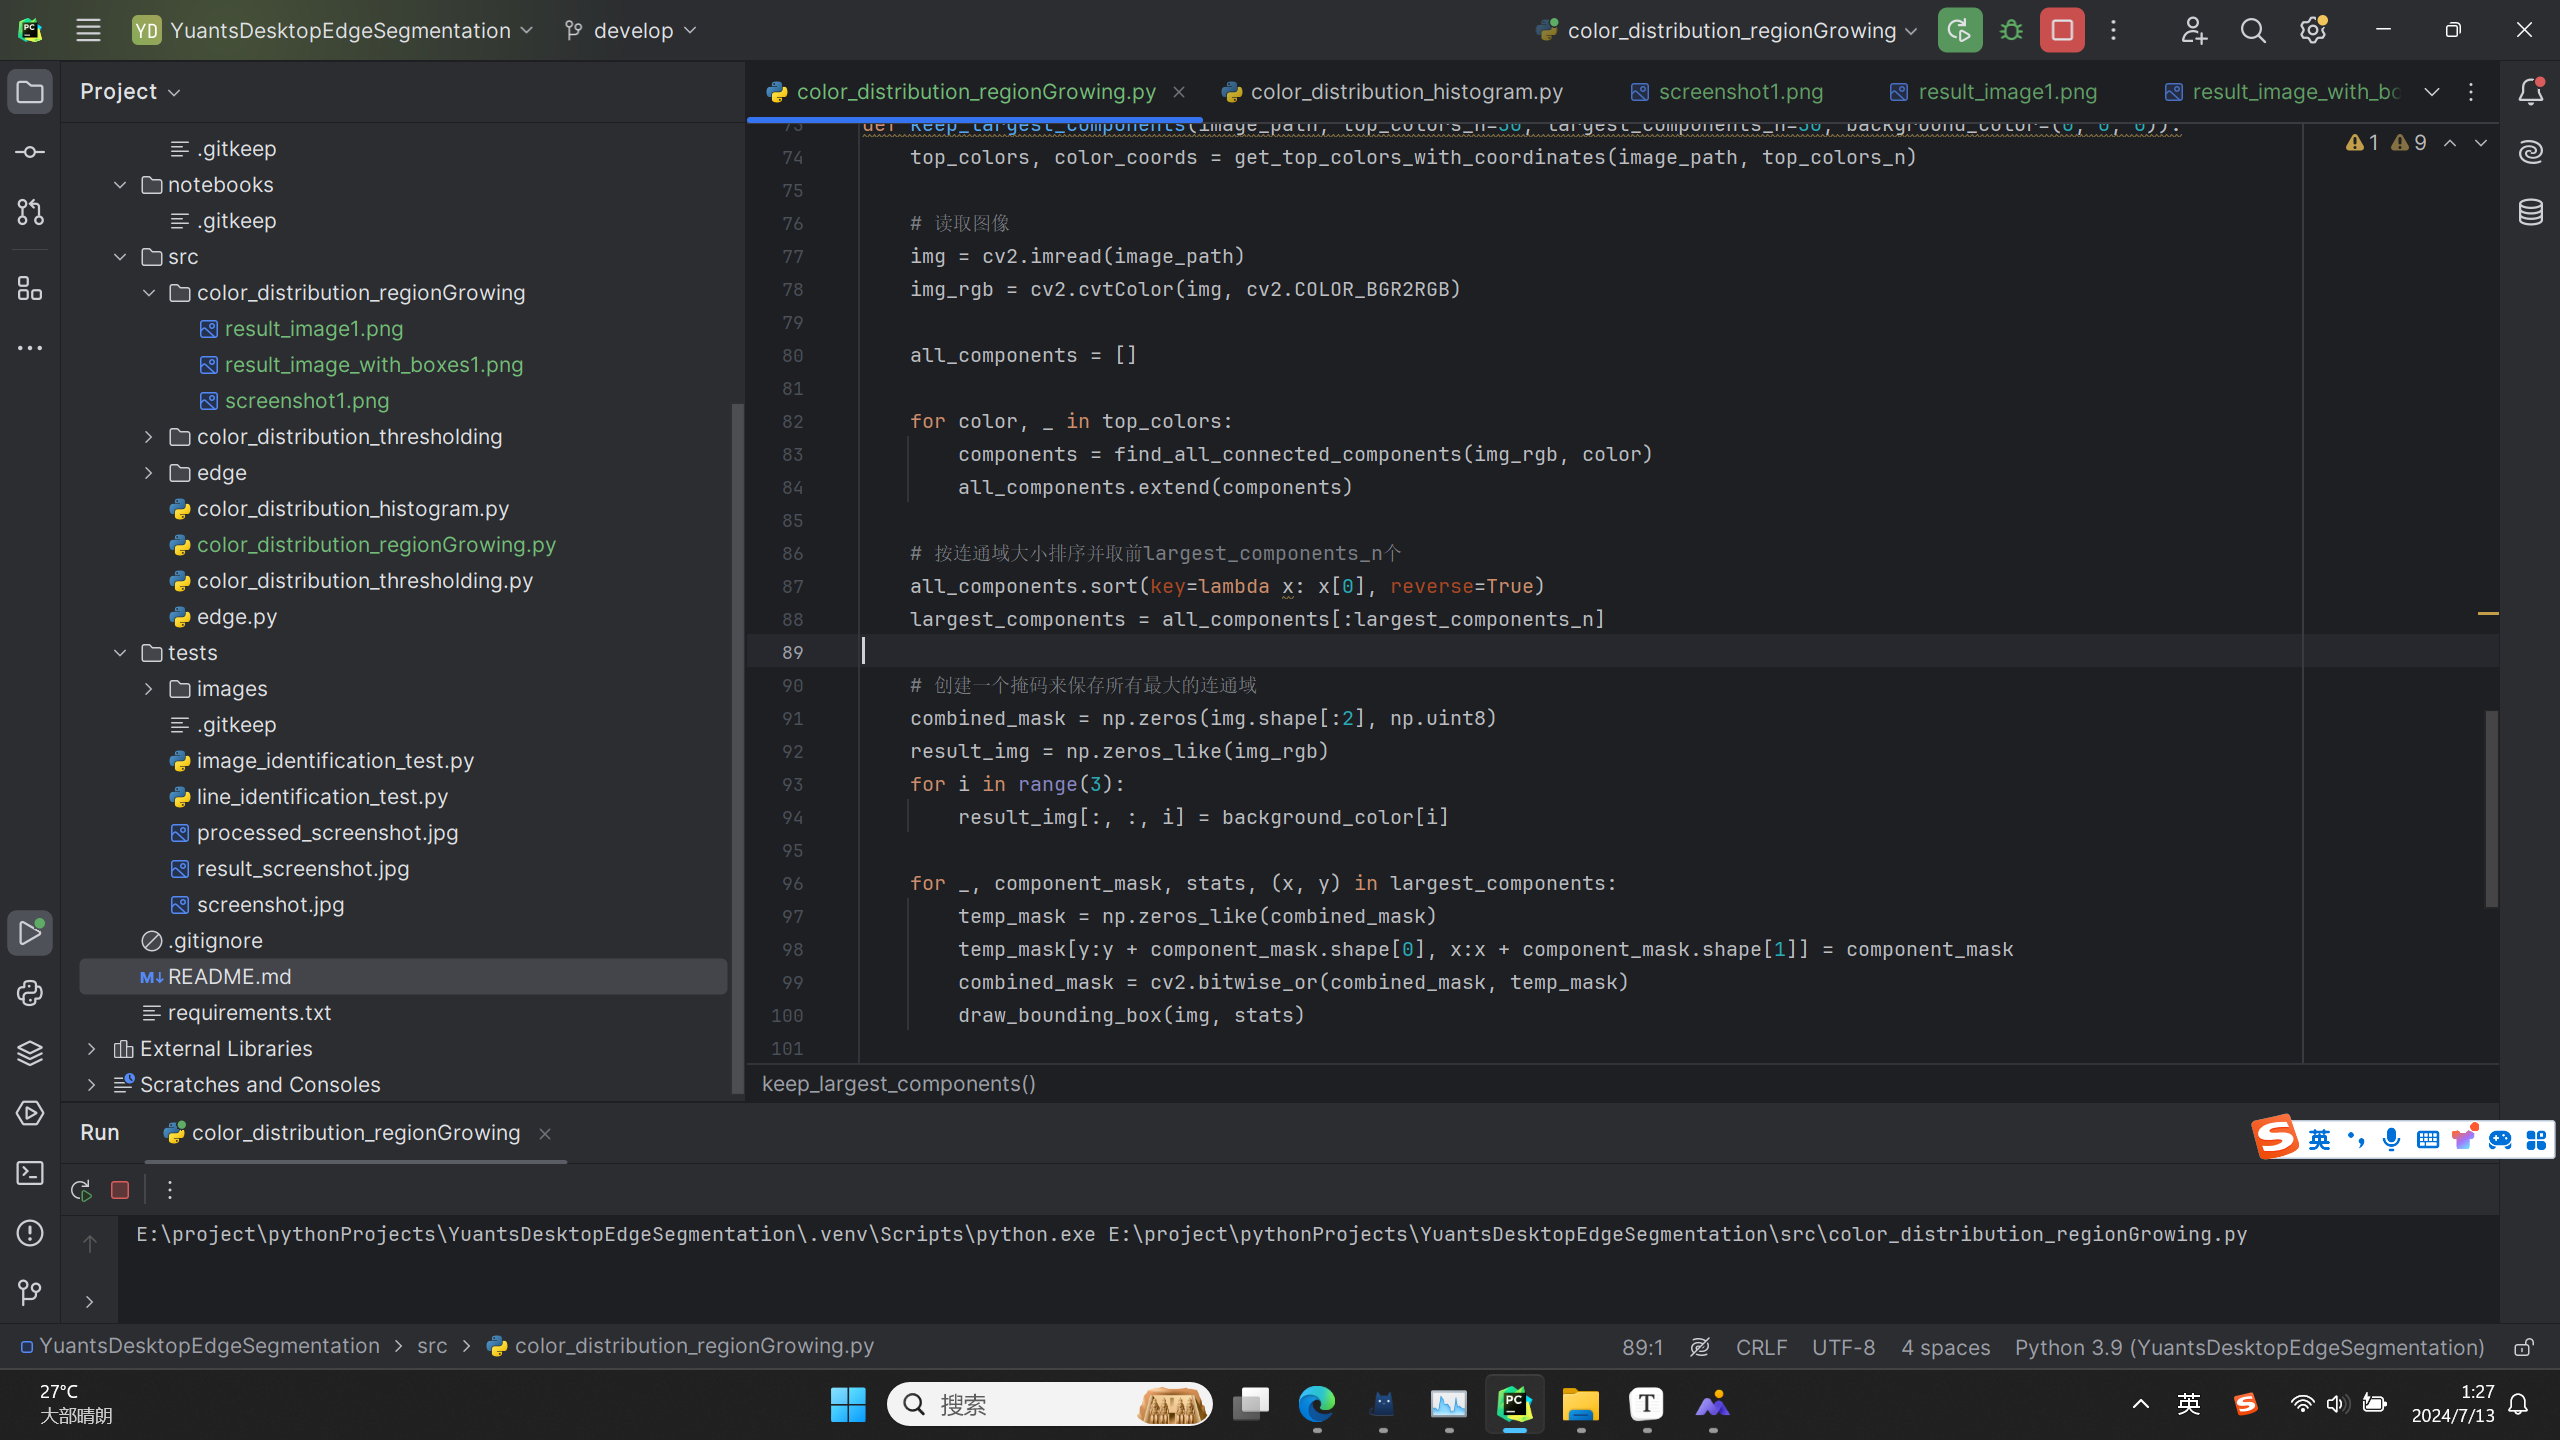 YD YuantsDesktopEdgeSegmentation develop color_distribution_regionGrowing
Project
.gitkeep
notebooks
.gitkeep
src
color_distribution_regionGrowing
result_image1.png
result_image_with_boxes1.png
screenshot1.png
color_distribution_thresholding
edge
color_distribution_histogram.py
color_distribution_regionGrowing.py
color_distribution_thresholding.py
edge.py
tests
images
.gitkeep
image_identification_test.py
line_identification_test.py
processed_screenshot.jpg
result_screenshot.jpg
screenshot.jpg
.gitignore
README.md
requirements.txt
External Libraries
Scratches and Consoles
color_distribution_regionGrowing.py color_distribution_histogram.py screenshot1.png result_image1.png result_image_with_bo
1 9
73 def keep_largest_components(image_path, top_colors_n=30, largest_components_n=30, background_color=(0, 0, 0)):
74 top_colors, color_coords = get_top_colors_with_coordinates(image_path, top_colors_n)
75
76 # 读取图像
77 img = cv2.imread(image_path)
78 img_rgb = cv2.cvtColor(img, cv2.COLOR_BGR2RGB)
79
80 all_components = []
81
82 for color, _ in top_colors:
83 components = find_all_connected_components(img_rgb, color)
84 all_components.extend(components)
85
86 # 按连通域大小排序并取前largest_components_n个
87 all_components.sort(key=lambda x: x[0], reverse=True)
88 largest_components = all_components[:largest_components_n]
89
90 # 创建一个掩码来保存所有最大的连通域
91 combined_mask = np.zeros(img.shape[:2], np.uint8)
92 result_img = np.zeros_like(img_rgb)
93 for i in range(3):
94 result_img[:, :, i] = background_color[i]
95
96 for _, component_mask, stats, (x, y) in largest_components:
97 temp_mask = np.zeros_like(combined_mask)
98 temp_mask[y:y + component_mask.shape[0], x:x + component_mask.shape[1]] = component_mask
99 combined_mask = cv2.bitwise_or(combined_mask, temp_mask)
100 draw_bounding_box(img, stats)
101
keep_largest_components()
Run color_distribution_regionGrowing
英
E:\project\pythonProjects\YuantsDesktopEdgeSegmentation\.venv\Scripts\python.exe E:\project\pythonProjects\YuantsDesktopEdgeSegmentation\src\color_distribution_regionGrowing.py
YuantsDesktopEdgeSegmentation > src > color_distribution_regionGrowing.py 89:1 CRLF UTF-8 4 spaces Python 3.9 (YuantsDesktopEdgeSegmentation)
27°C
大部晴朗
搜索
英
1:27
2024/7/13